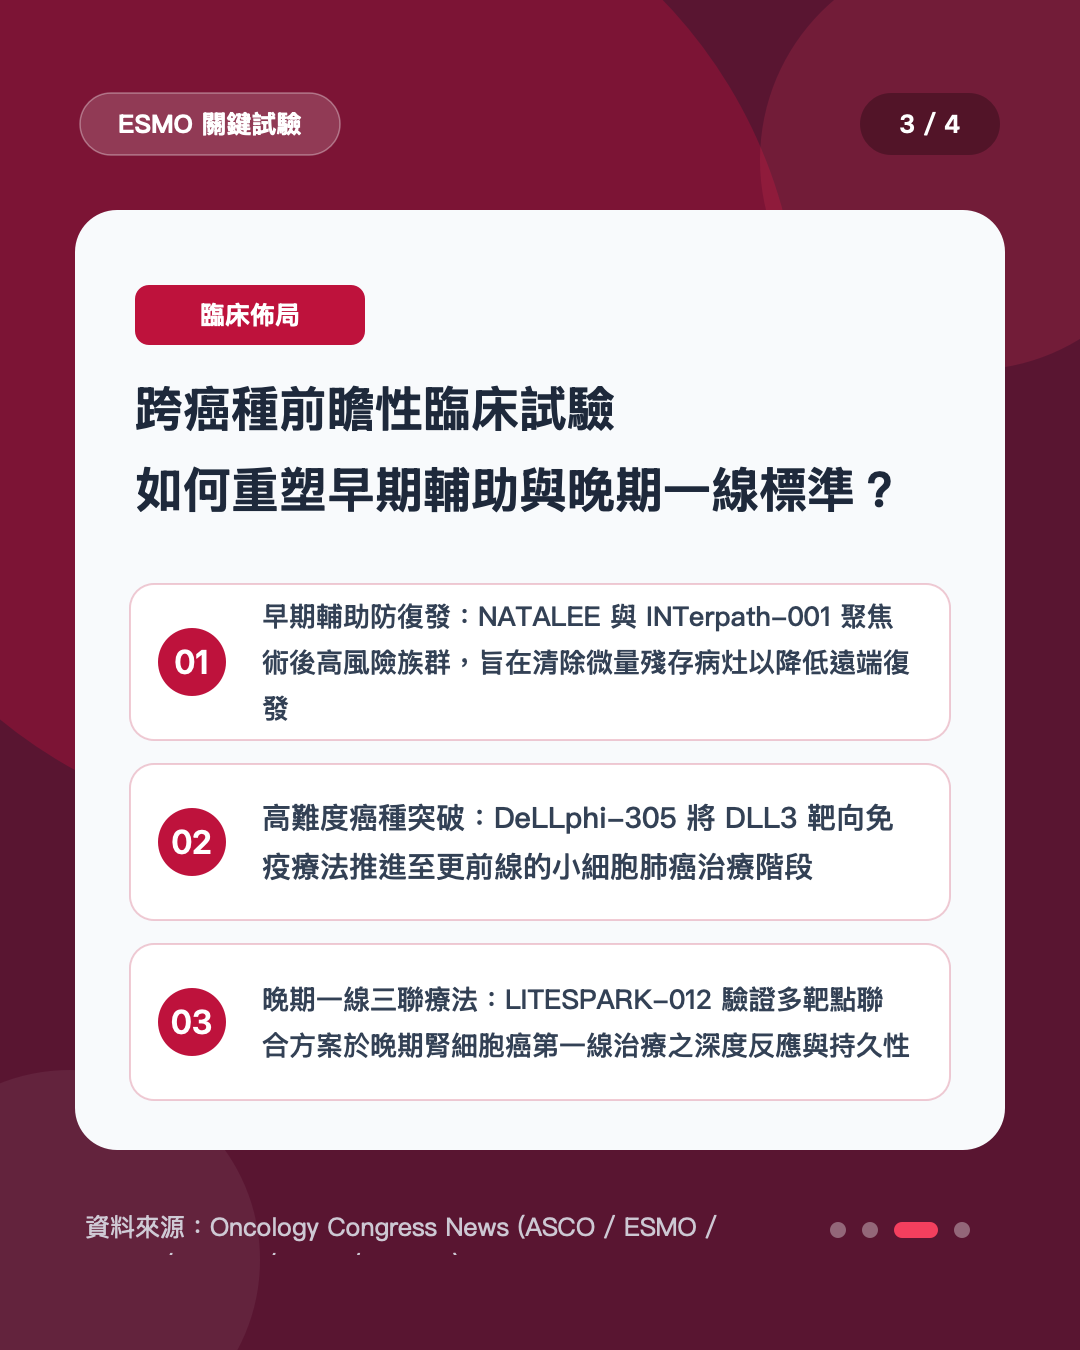 ESMO 關鍵試驗
3 / 4
臨床佈局
跨癌種前瞻性臨床試驗
如何重塑早期輔助與晚期一線標準？
01
早期輔助防復發：NATALEE 與 INTerpath–001 聚焦
術後高風險族群，旨在清除微量殘存病灶以降低遠端復
發
02
高難度癌種突破：DeLLphi–305 將 DLL3 靶向免
疫療法推進至更前線的小細胞肺癌治療階段
03
晚期一線三聯療法：LITESPARK–012 驗證多靶點聯
合方案於晚期腎細胞癌第一線治療之深度反應與持久性
資料來源：Oncology Congress News (ASCO / ESMO /